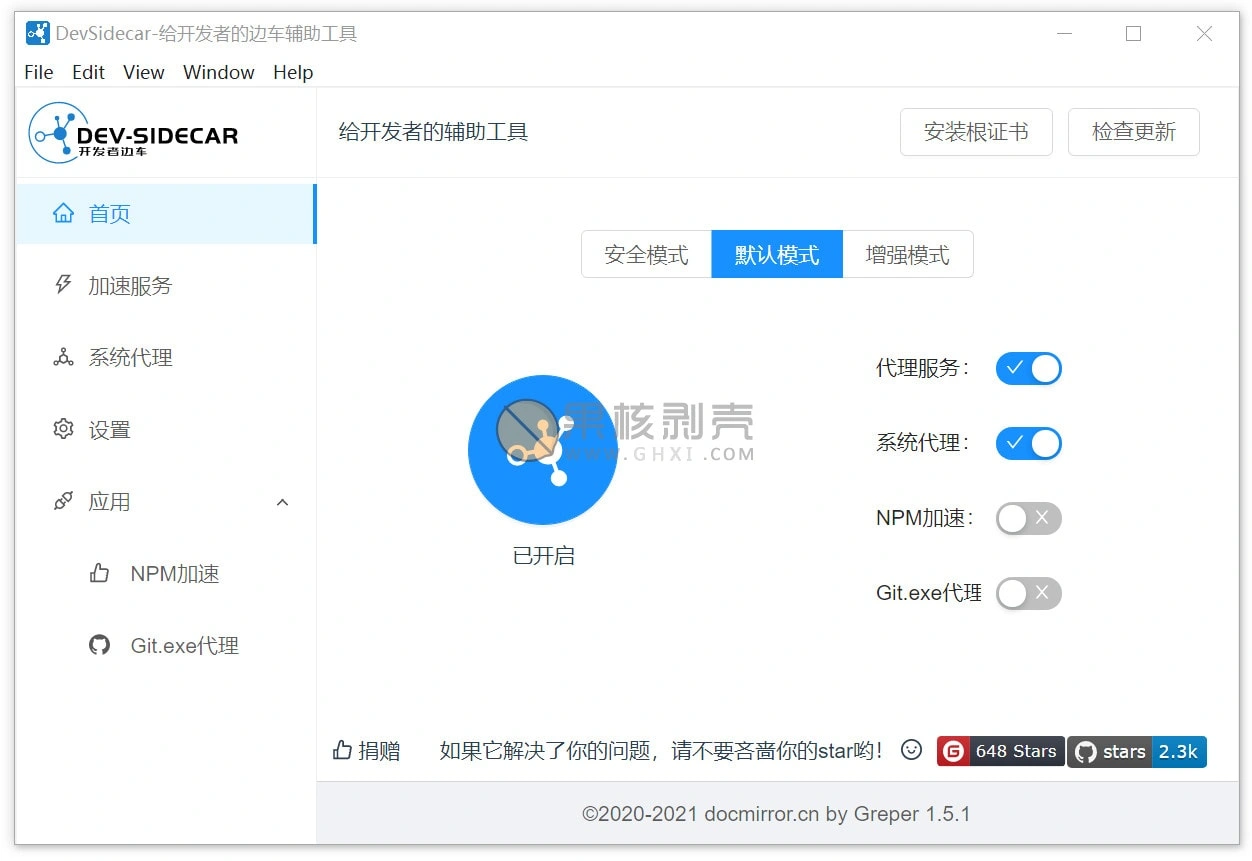 DevSidecar-给开发者的边车辅助工具
File Edit View Window Help
DEV-SIDECAR
开发者边车
给开发者的辅助工具
安装根证书
检查更新
首页
加速服务
系统代理
设置
应用
NPM加速
Git.exe代理
安全模式
默认模式
增强模式
果核剥壳
WWW.GHXI.COM
已开启
代理服务：
系统代理：
NPM加速：
Git.exe代理
捐赠
如果它解决了你的问题，请不要吝啬你的star哟！
G 648 Stars
stars 2.3k
©2020-2021 docmirror.cn by Greper 1.5.1